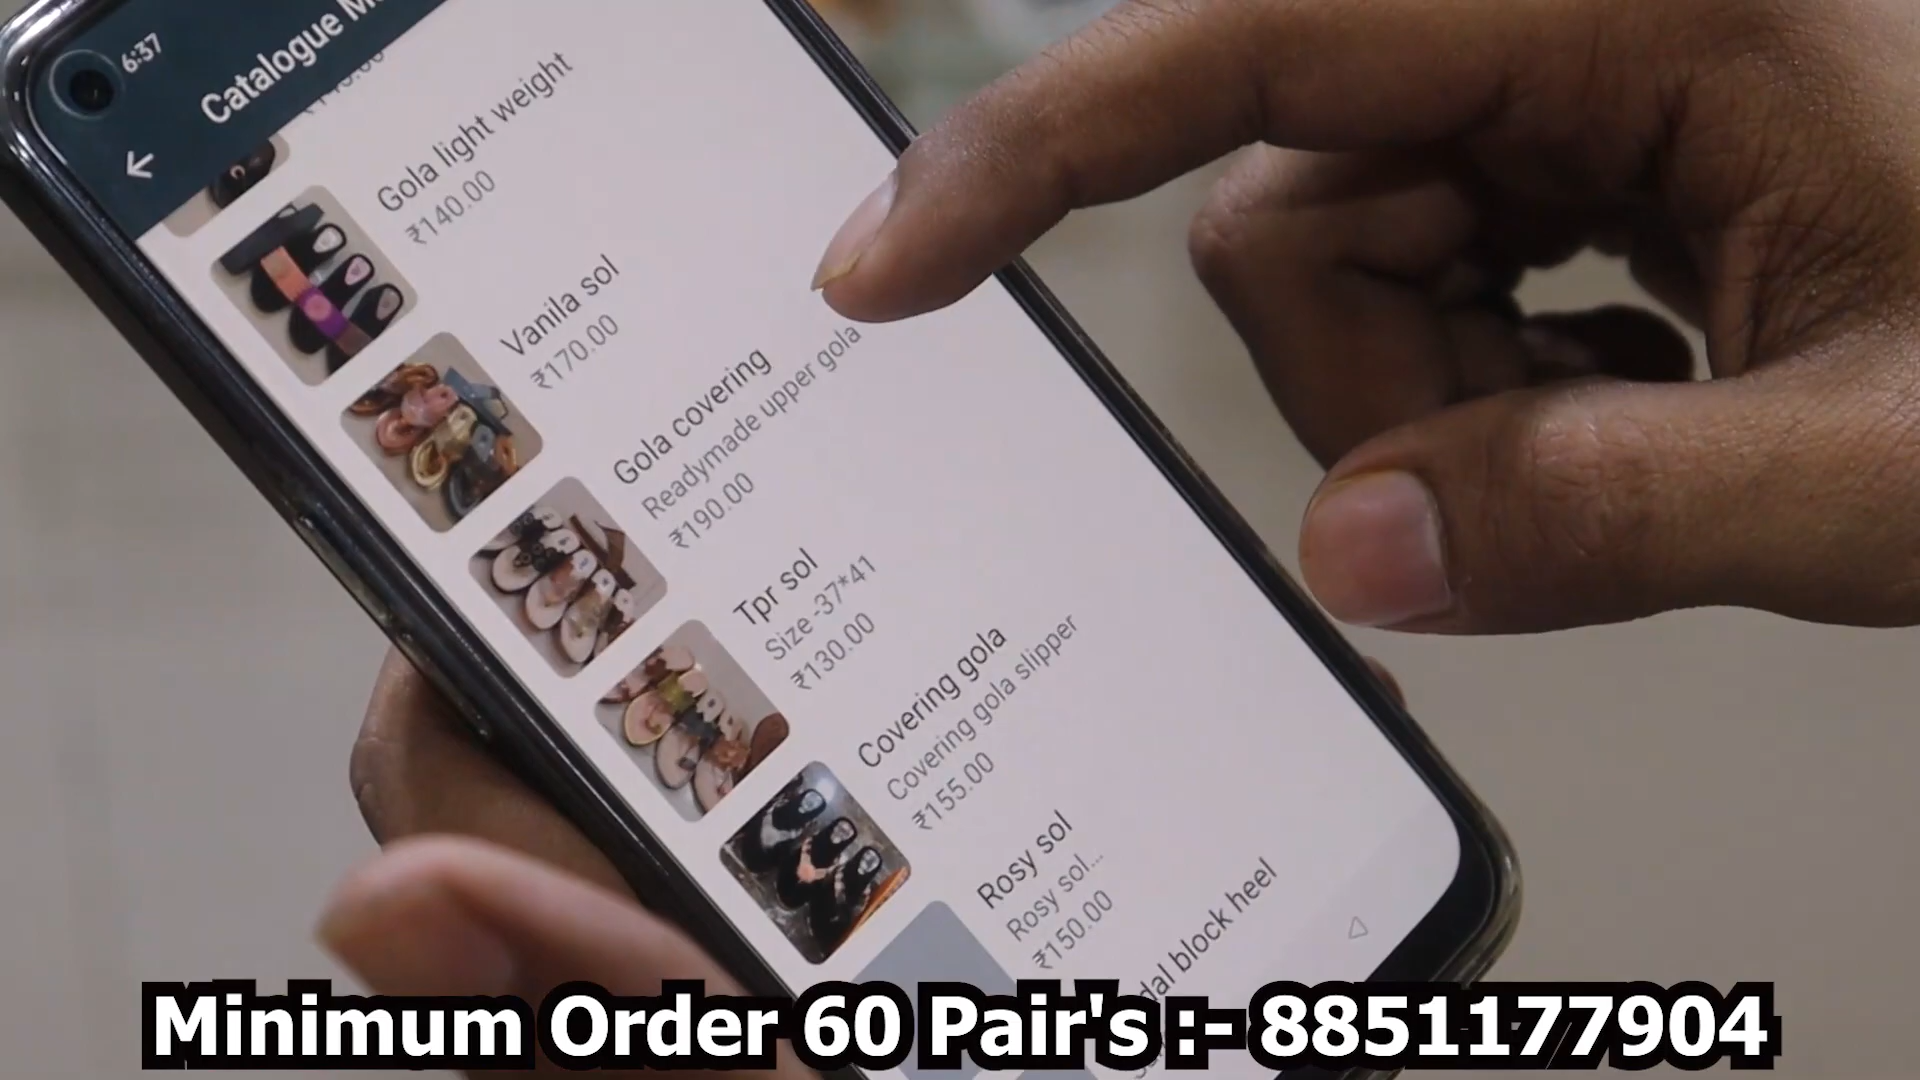 6:37
Catalogue
Gola light weight
₹140.00
Vanila sol
₹170.00
Gola covering
Readymade upper gola
₹190.00
Tpr sol
Size -37*41
₹130.00
Covering gola
Covering gola slipper
₹155.00
Rosy sol
Rosy sol...
₹150.00
block heel
Minimum Order 60 Pair's :- 8851177904